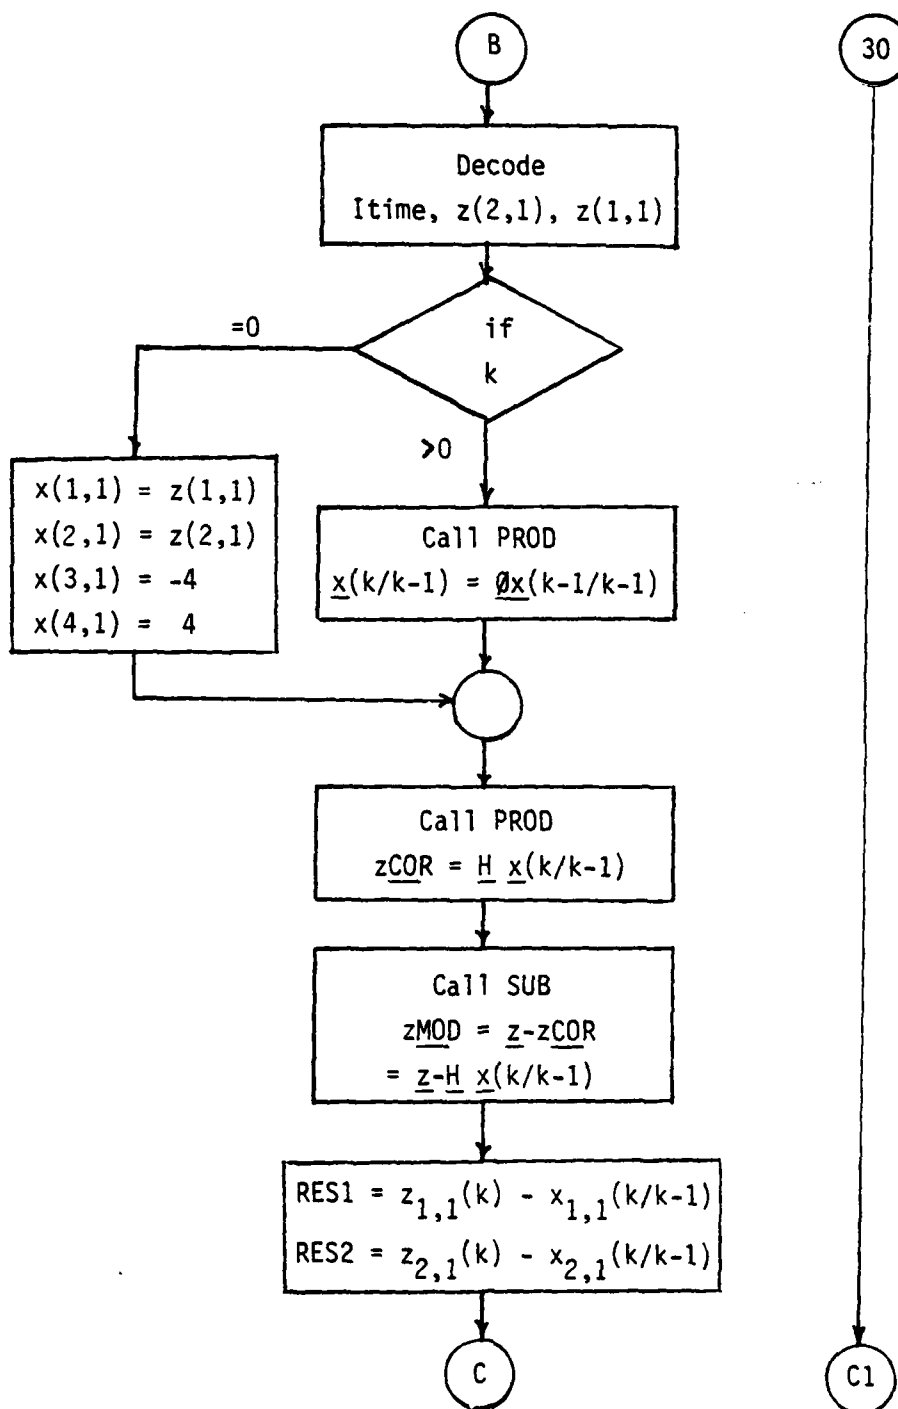 B
30
Decode
Itime, z(2,1), z(1,1)
if
k
=0
>0
x(1,1) = z(1,1)
x(2,1) = z(2,1)
x(3,1) = -4
x(4,1) = 4
Call PROD
x(k/k-1) = Øx(k-1/k-1)
Call PROD
zCOR = H x(k/k-1)
Call SUB
zMOD = z-zCOR
= z-H x(k/k-1)
RES1 = z1,1(k) - x1,1(k/k-1)
RES2 = z2,1(k) - x2,1(k/k-1)
C
C1